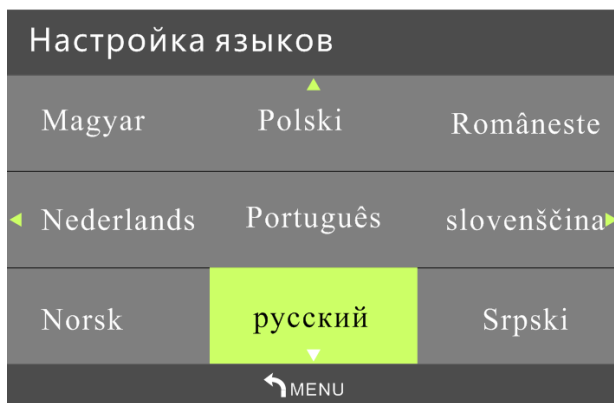 Настройка языков
Magyar Polski Românește
Nederlands Português slovenščina
Norsk русский Srpski
MENU